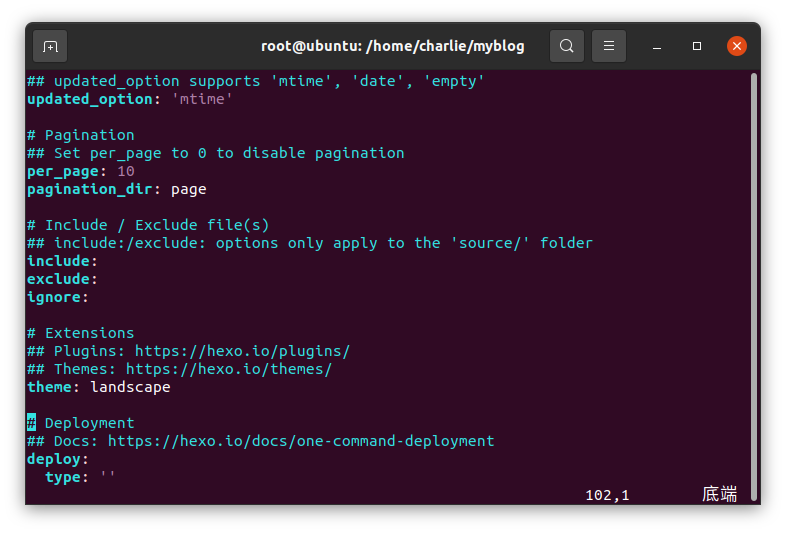 root@ubuntu: /home/charlie/myblog
## updated_option supports 'mtime', 'date', 'empty'
updated_option: 'mtime'
# Pagination
## Set per_page to 0 to disable pagination
per_page: 10
pagination_dir: page
# Include / Exclude file(s)
## include:/exclude: options only apply to the 'source/' folder
include:
exclude:
ignore:
# Extensions
## Plugins: https://hexo.io/plugins/
## Themes: https://hexo.io/themes/
theme: landscape
# Deployment
## Docs: https://hexo.io/docs/one-command-deployment
deploy:
  type: ''
102,1 底端